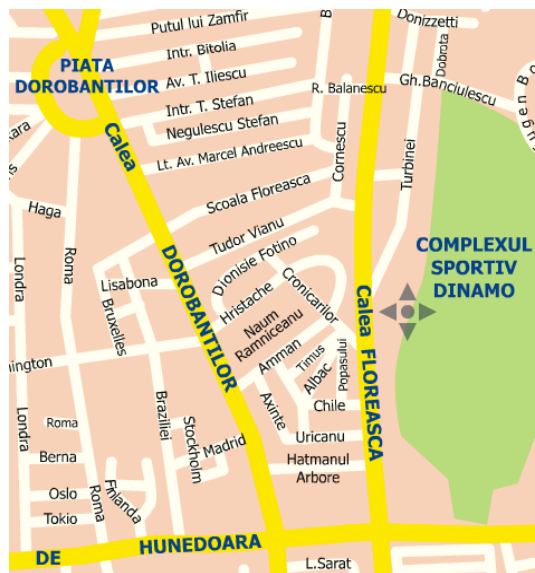 Putul lui Zamfir
B
Donizzetti
Intr. Bitolia
Dobrota
PIATA
DOROBANTILOR
Av. T. Iliescu
R. Balanescu
Gh.Banciulescu
Intr. T. Stefan
Negulescu Stefan
Calea
Lt. Av. Marcel Andreescu
Cornescu
Turbinei
Scoala Floreasca
Haga
Tudor Vianu
Roma
Londra
DOROBANTILOR
Dionisie Fotino
COMPLEXUL
SPORTIV
DINAMO
Lisabona
Cronicarilor
Hristache
Calea FLOREASCA
Bruxelles
Naum
Ramniceanu
Amman
Timus
Popasului
Albac
Braziliei
Axinte
Chile
Londra
Roma
Stockholm
Madrid
Uricanu
Berna
Hatmanul
Arbore
Oslo
Roma
Finlanda
Tokio
DE
HUNEDOARA
L.Sarat